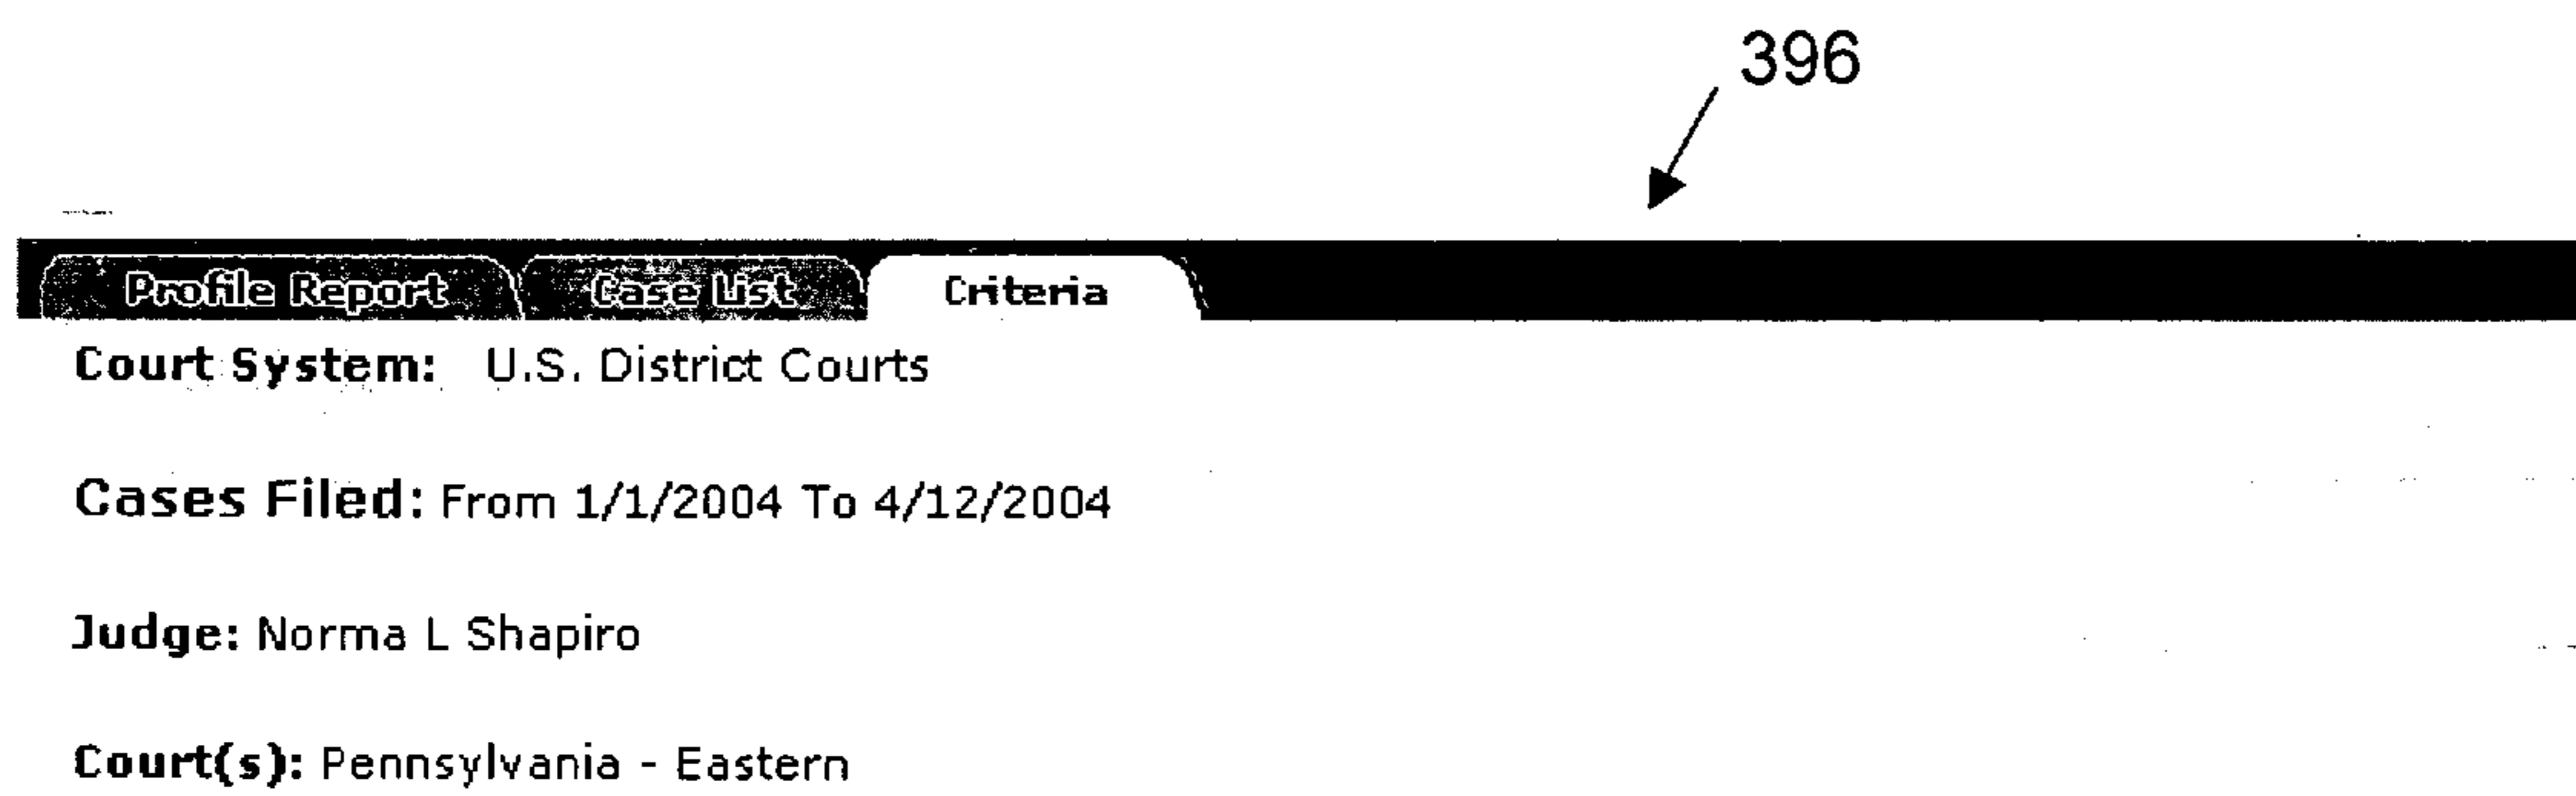 396
Profile Report Case List Criteria
Court System: U.S. District Courts
Cases Filed: From 1/1/2004 To 4/12/2004
Judge: Norma L Shapiro
Court(s): Pennsylvania - Eastern